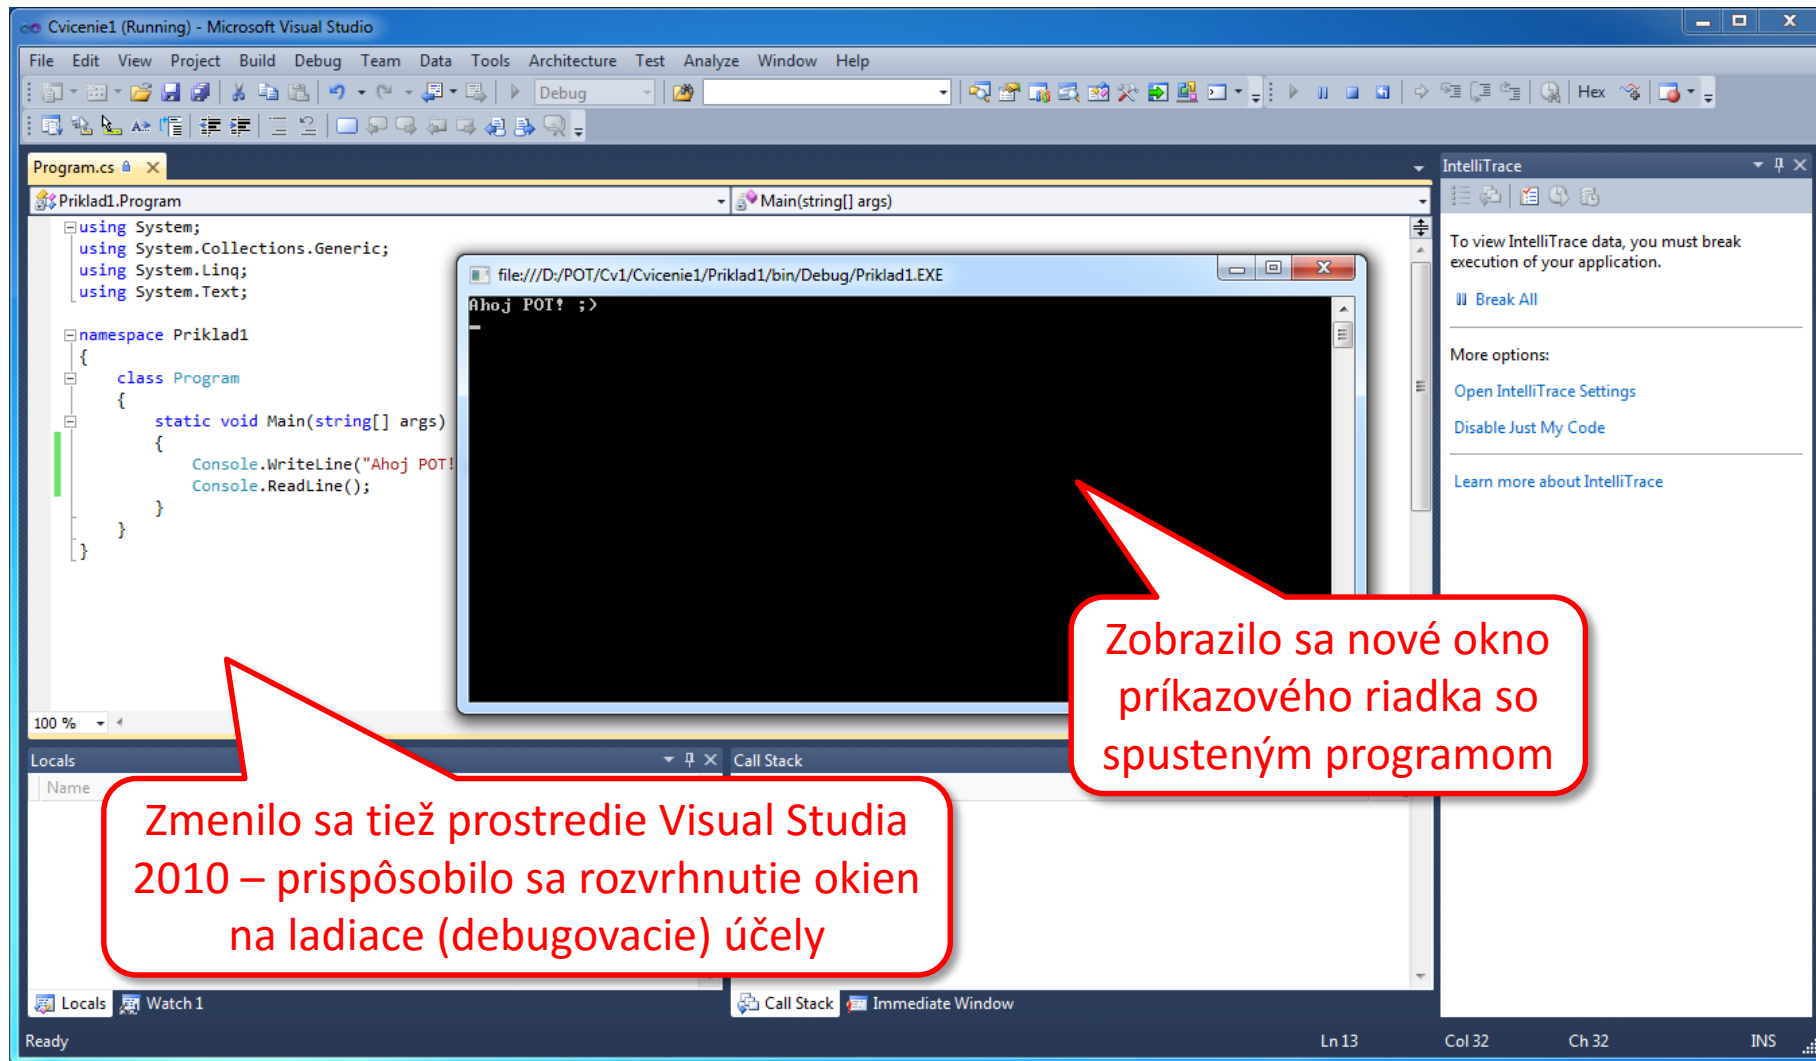 Cvicenie1 (Running) - Microsoft Visual Studio
File Edit View Project Build Debug Team Data Tools Architecture Test Analyze Window Help
Debug
Hex
Program.cs
Priklad1.Program
Main(string[] args)
using System;
using System.Collections.Generic;
using System.Linq;
using System.Text;
namespace Priklad1
{
class Program
{
static void Main(string[] args)
{
Console.WriteLine("Ahoj POT!
Console.ReadLine();
}
}
}
100 %
file:///D:/POT/Cv1/Cvicenie1/Priklad1/bin/Debug/Priklad1.EXE
Ahoj POT! ;)
IntelliTrace
To view IntelliTrace data, you must break
execution of your application.
Break All
More options:
Open IntelliTrace Settings
Disable Just My Code
Learn more about IntelliTrace
Zobrazilo sa nové okno
príkazového riadka so
spusteným programom
Locals
Name
Call Stack
Zmenilo sa tiež prostredie Visual Studia
2010 – prispôsobilo sa rozvrhnutie okien
na ladiace (debugovacie) účely
Locals Watch 1
Call Stack Immediate Window
Ready Ln 13 Col 32 Ch 32 INS